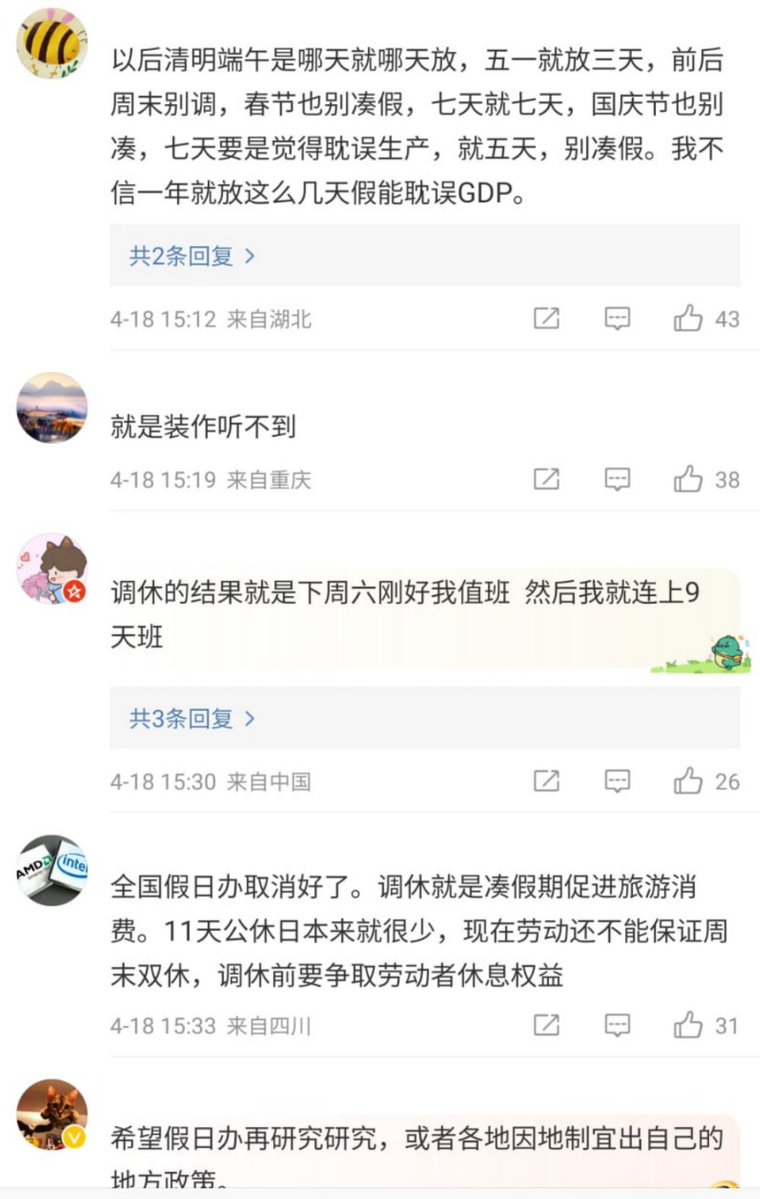 以后清明端午是哪天就哪天放，五一就放三天，前后
周末别调，春节也别凑假，七天就七天，国庆节也别
凑，七天要是觉得耽误生产，就五天，别凑假。我不
信一年就放这么几天假能耽误GDP。
共2条回复 >
4-18 15:12 来自湖北 43
就是装作听不到
4-18 15:19 来自重庆 38
调休的结果就是下周六刚好我值班 然后我就连上9
天班
共3条回复 >
4-18 15:30 来自中国 26
AMD
intel
全国假日办取消好了。调休就是凑假期促进旅游消
费。11天公休日本来就很少，现在劳动还不能保证周
末双休，调休前要争取劳动者休息权益
4-18 15:33 来自四川 31
希望假日办再研究研究，或者各地因地制宜出自己的
地方政策。